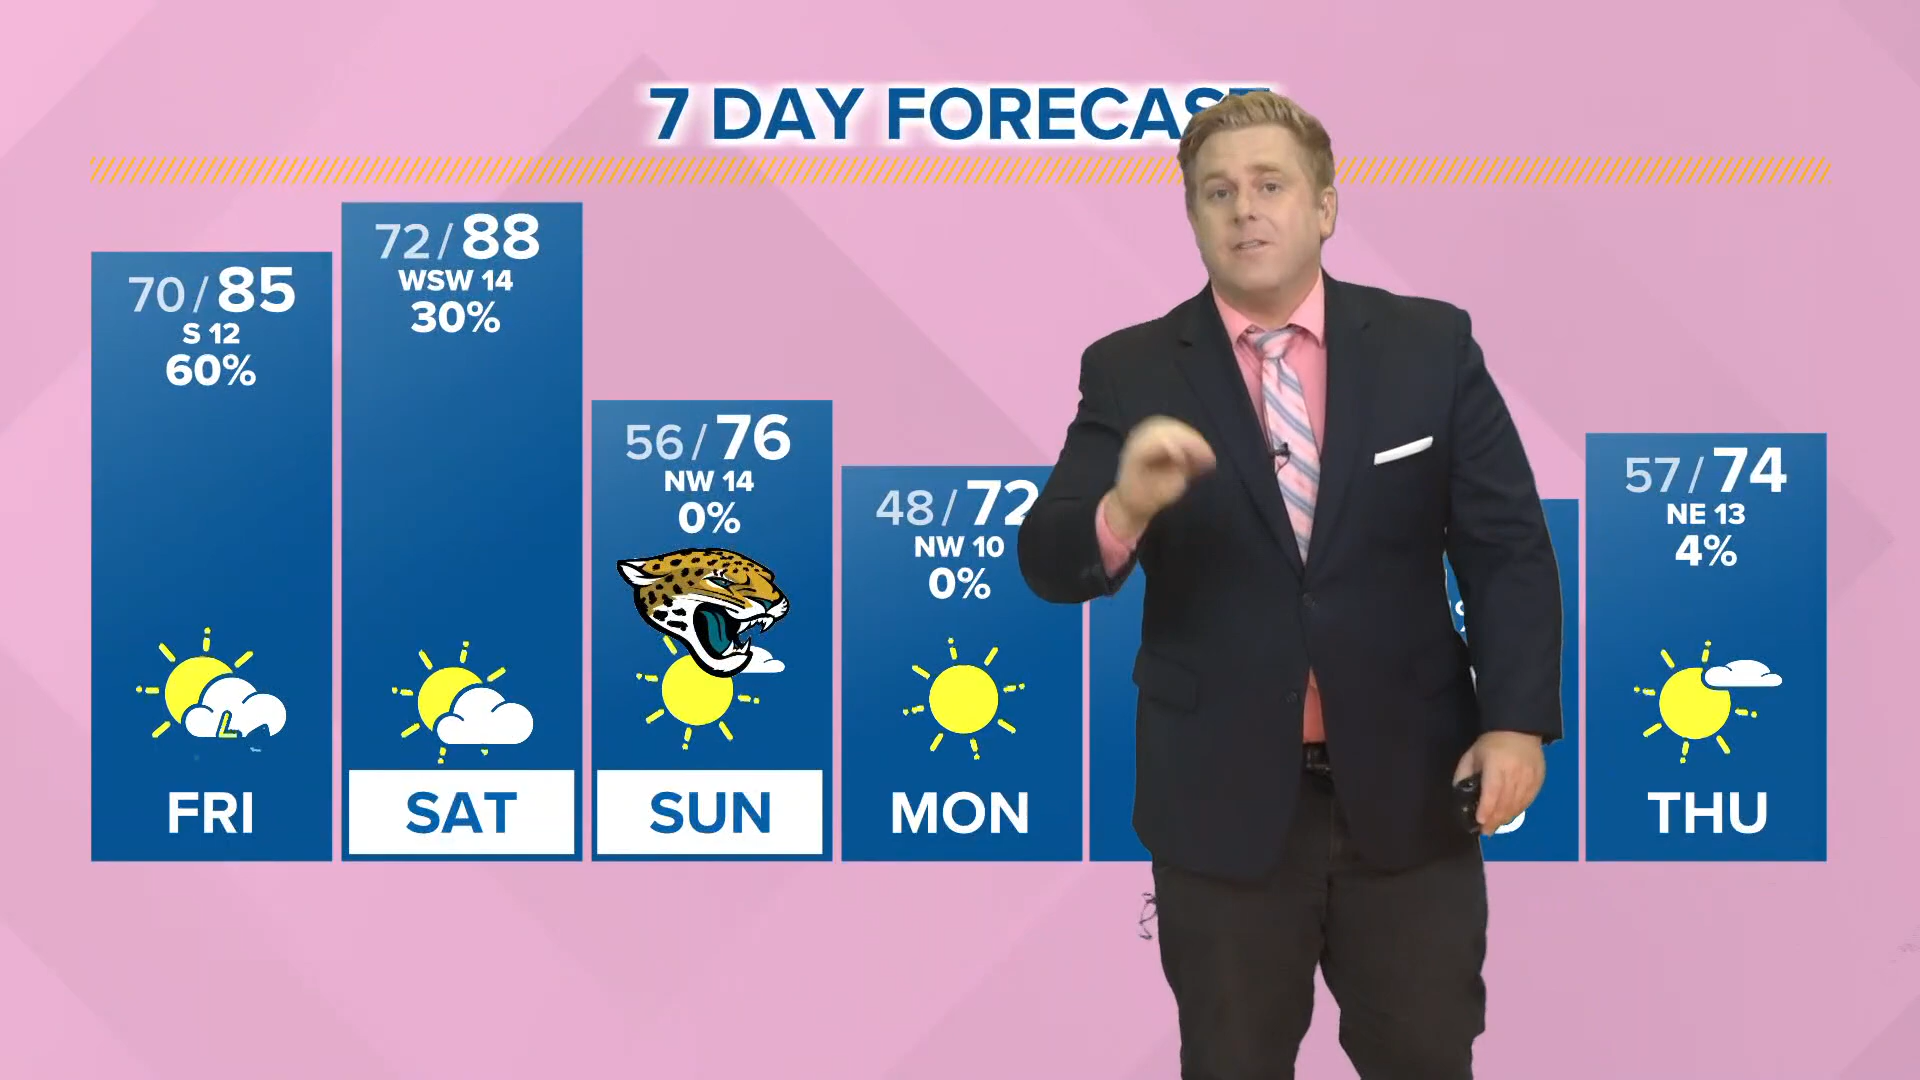 7 DAY FORECAST
70/85
S 12
60%
FRI
72/88
WSW 14
30%
SAT
56/76
NW 14
0%
SUN
48/72
NW 10
0%
MON
57/74
NE 13
4%
THU